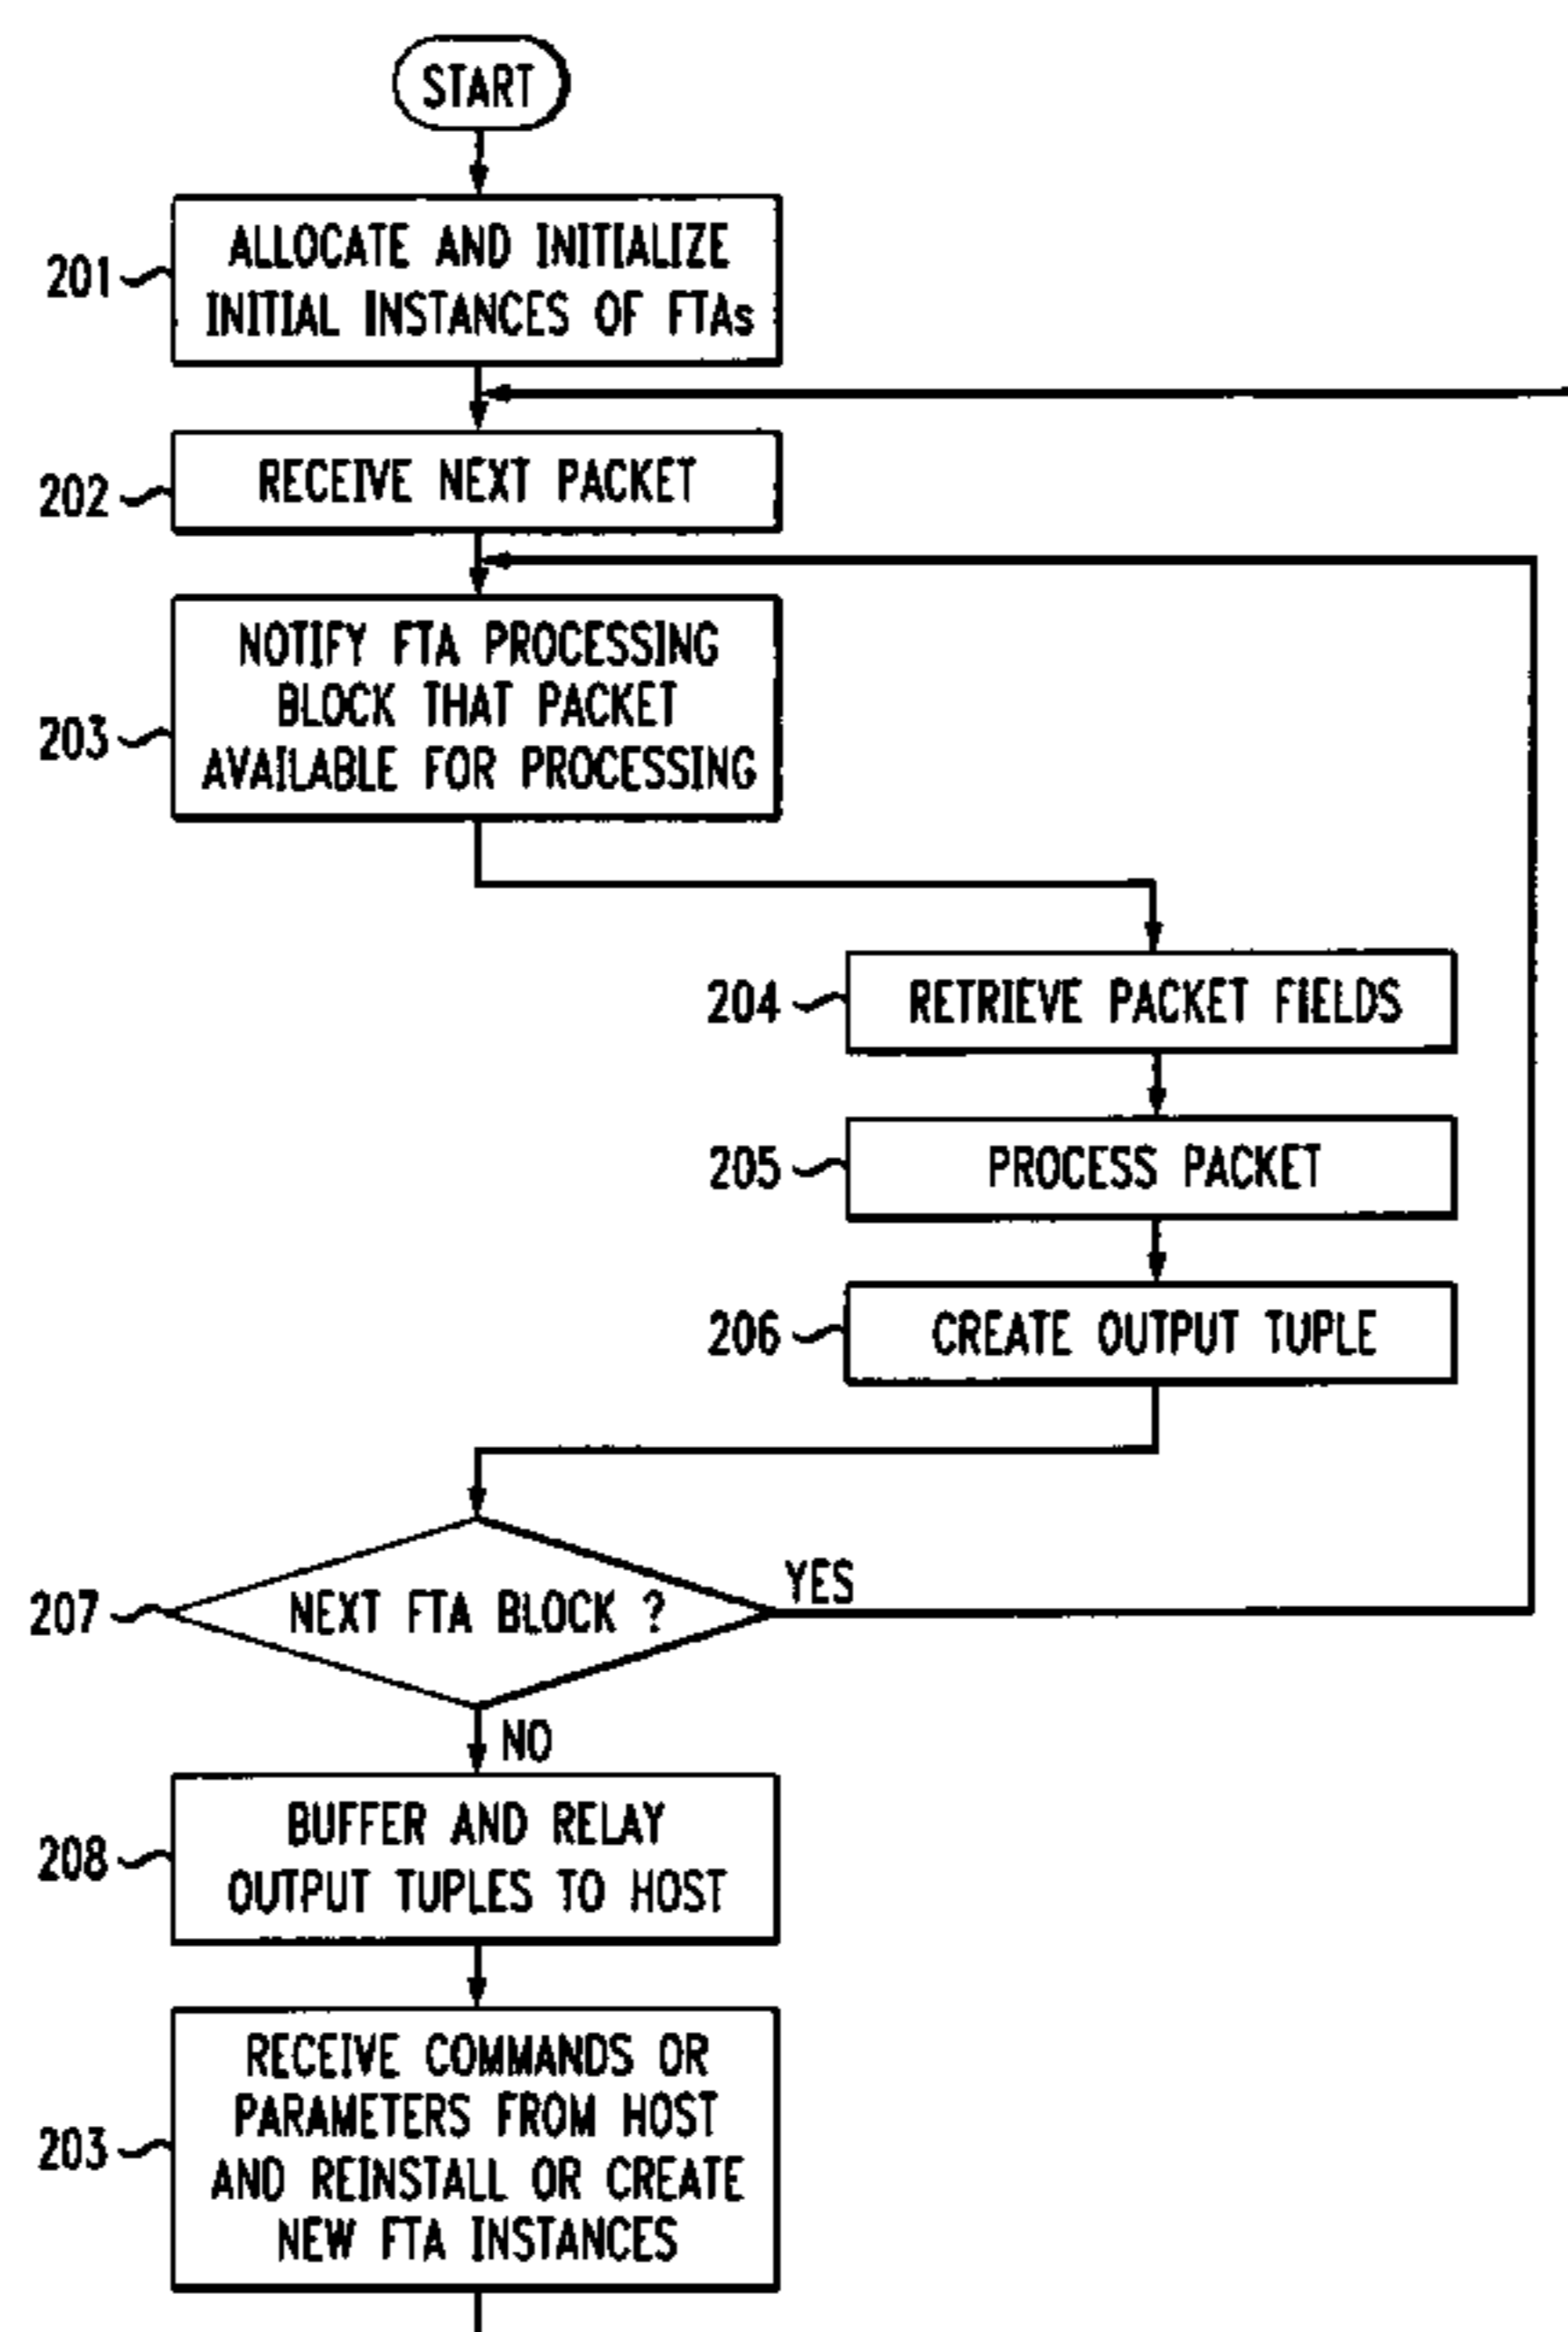 START
201
ALLOCATE AND INITIALIZE
INITIAL INSTANCES OF FTAs
202
RECEIVE NEXT PACKET
203
NOTIFY FTA PROCESSING
BLOCK THAT PACKET
AVAILABLE FOR PROCESSING
204
RETRIEVE PACKET FIELDS
205
PROCESS PACKET
206
CREATE OUTPUT TUPLE
207
NEXT FTA BLOCK ?
YES
NO
208
BUFFER AND RELAY
OUTPUT TUPLES TO HOST
203
RECEIVE COMMANDS OR
PARAMETERS FROM HOST
AND REINSTALL OR CREATE
NEW FTA INSTANCES